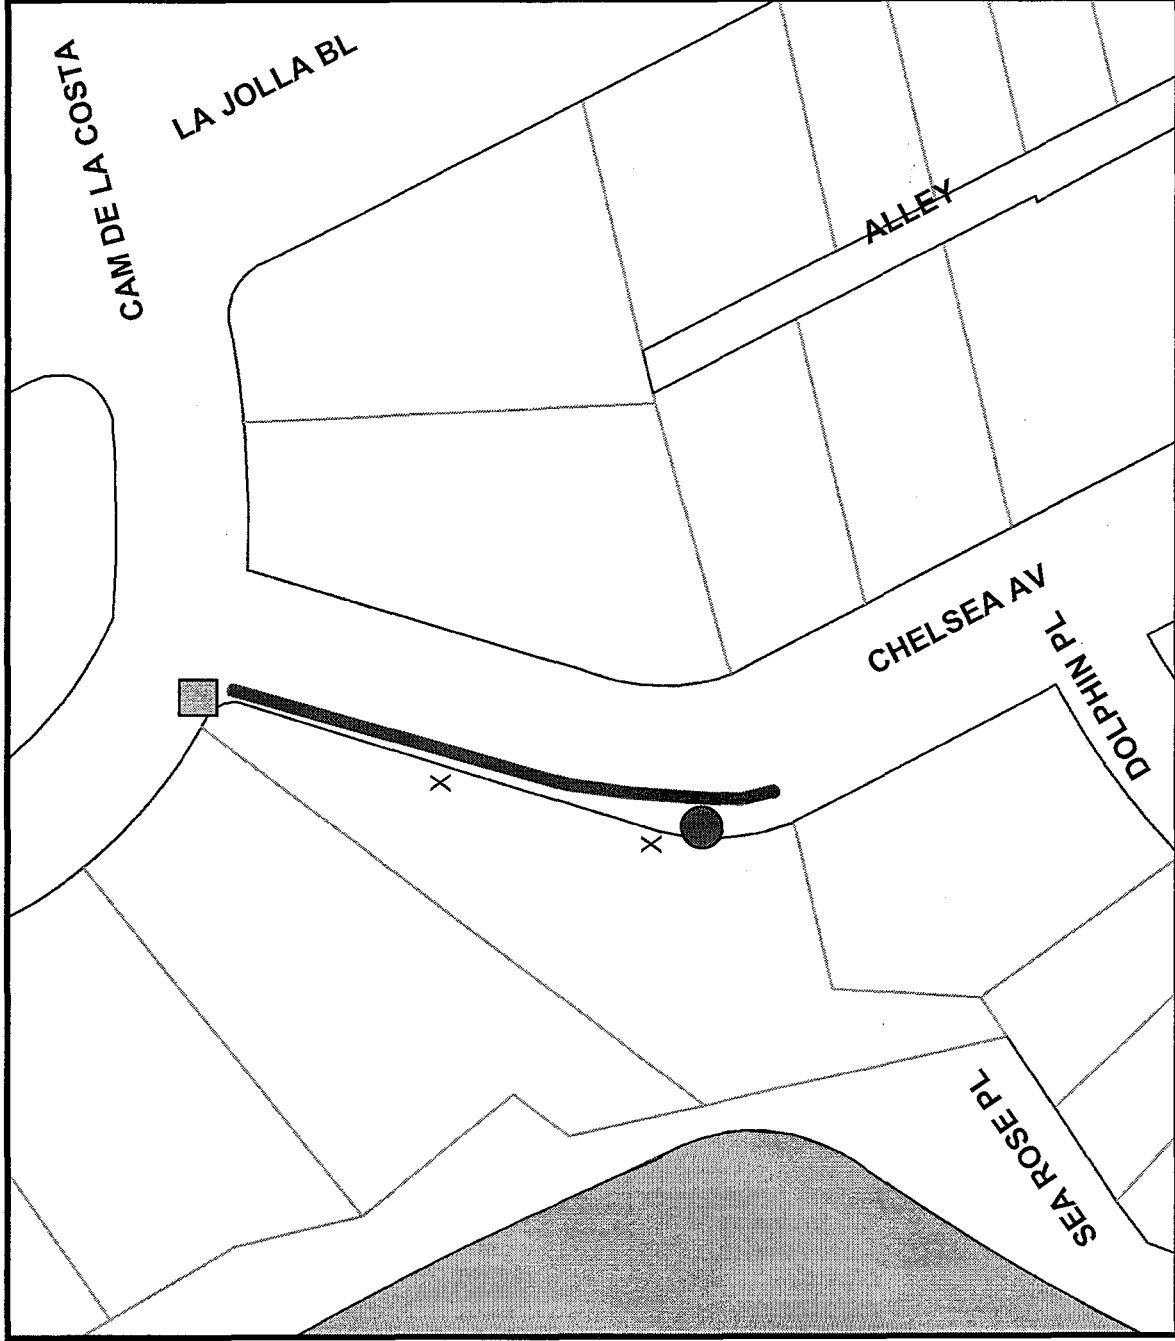 CAM DE LA COSTA
LA JOLLA BL
ALLEY
CHELSEA AV
DOLPHIN PL
X
X
SEA ROSE PL